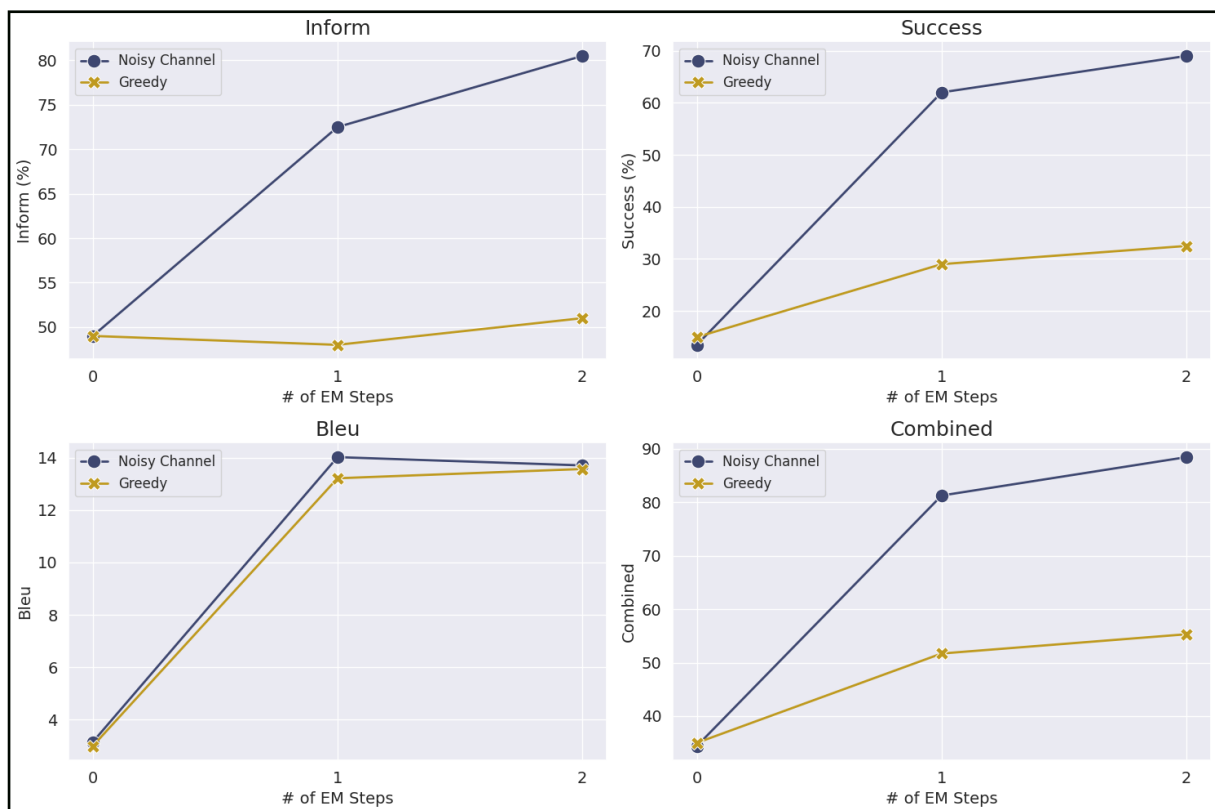 Inform
Noisy Channel
Greedy
80
75
70
65
60
55
50
Inform (%)
0
1
2
# of EM Steps
Success
Noisy Channel
Greedy
70
60
50
40
30
20
Success (%)
0
1
2
# of EM Steps
Bleu
Noisy Channel
Greedy
14
12
10
8
6
4
Bleu
0
1
2
# of EM Steps
Combined
Noisy Channel
Greedy
90
80
70
60
50
40
Combined
0
1
2
# of EM Steps